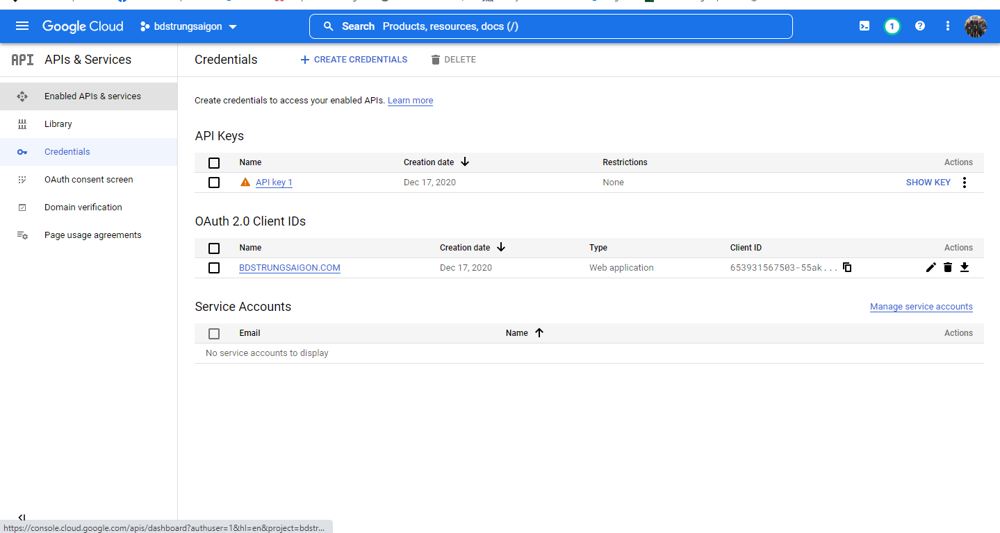 Google Cloud bdstrungsaigon Search Products, resources, docs (/) 1
API APIs & Services
Credentials CREATE CREDENTIALS DELETE
Enabled APIs & services
Library
Credentials
OAuth consent screen
Domain verification
Page usage agreements
Create credentials to access your enabled APIs. Learn more
API Keys
Name Creation date Restrictions Actions
API key 1 Dec 17, 2020 None SHOW KEY
OAuth 2.0 Client IDs
Name Creation date Type Client ID Actions
BDSTRUNGSAIGON.COM Dec 17, 2020 Web application 653931567503-55ak...
Service Accounts Manage service accounts
Email Name Actions
No service accounts to display
https://console.cloud.google.com/apis/dashboard?authuser=1&hl=en&project=bdstr...